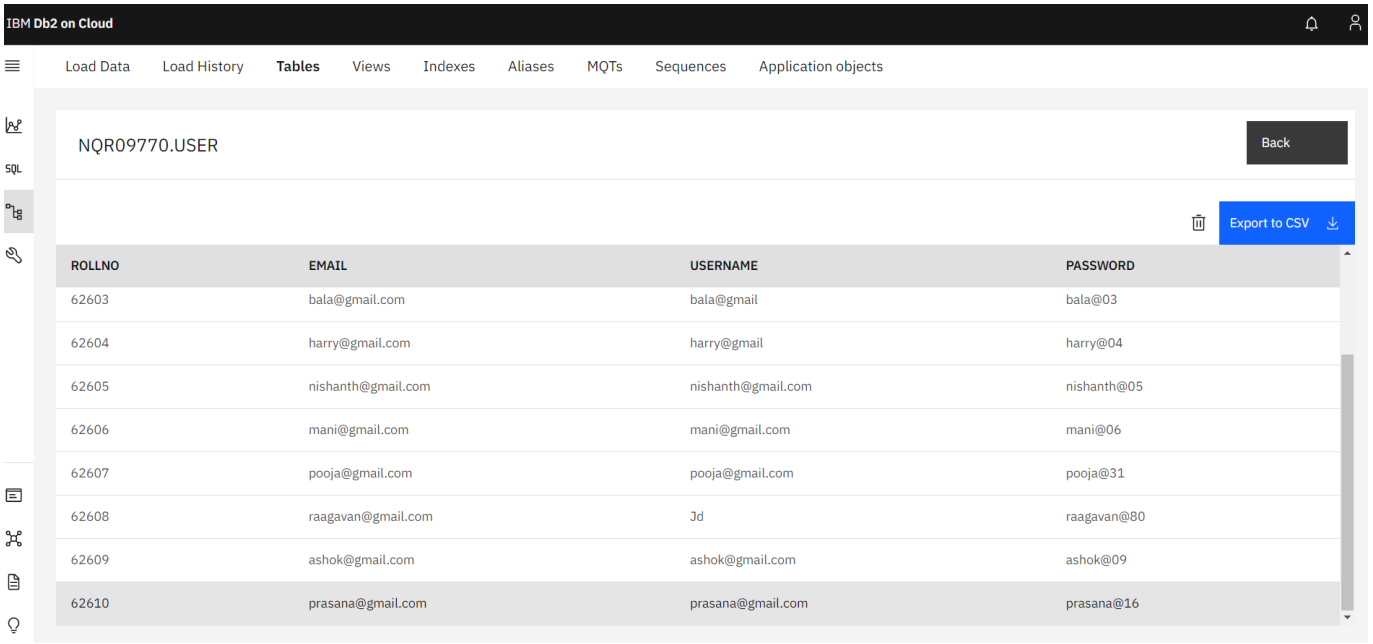 IBM Db2 on Cloud
Load Data Load History Tables Views Indexes Aliases MQTs Sequences Application objects
NQR09770.USER
Back
SQL
Export to CSV
ROLLNO EMAIL USERNAME PASSWORD
62603 bala@gmail.com bala@gmail bala@03
62604 harry@gmail.com harry@gmail harry@04
62605 nishanth@gmail.com nishanth@gmail.com nishanth@05
62606 mani@gmail.com mani@gmail.com mani@06
62607 pooja@gmail.com pooja@gmail.com pooja@31
62608 raagavan@gmail.com Jd raagavan@80
62609 ashok@gmail.com ashok@gmail.com ashok@09
62610 prasana@gmail.com prasana@gmail.com prasana@16